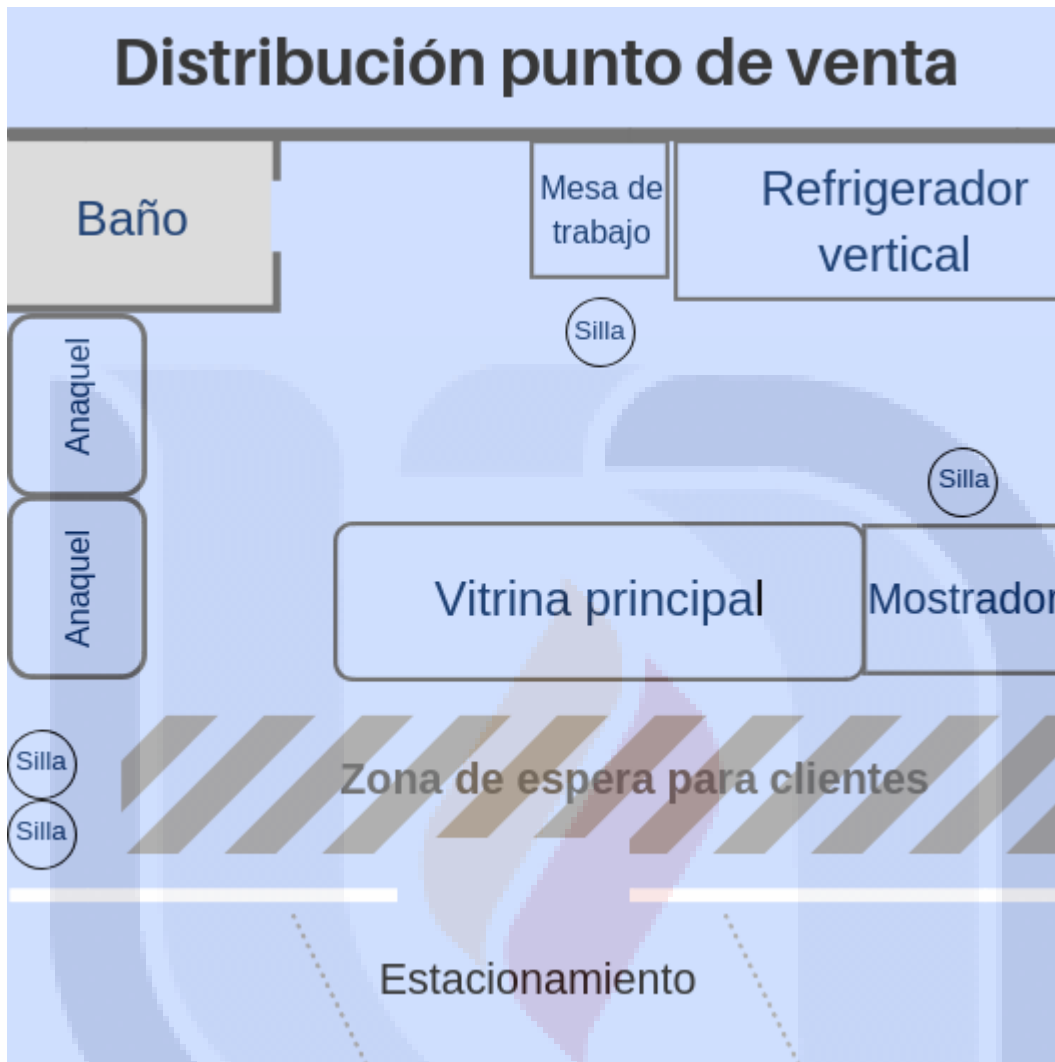 Distribución punto de venta
Baño
Mesa de
trabajo
Refrigerador
vertical
Silla
Anaquel
Silla
Anaquel
Vitrina principal
Mostrador
Silla
Zona de espera para clientes
Silla
Estacionamiento